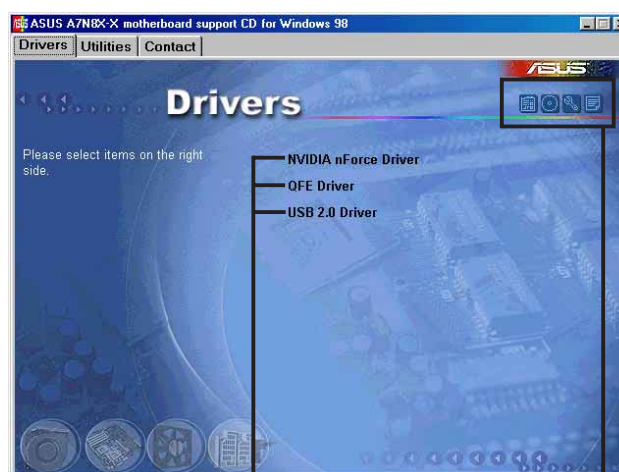 ASUS A7N8X-X motherboard support CD for Windows 98
Drivers Utilities Contact
ASUS
Drivers
Please select items on the right
side.
NVIDIA nForce Driver
QFE Driver
USB 2.0 Driver